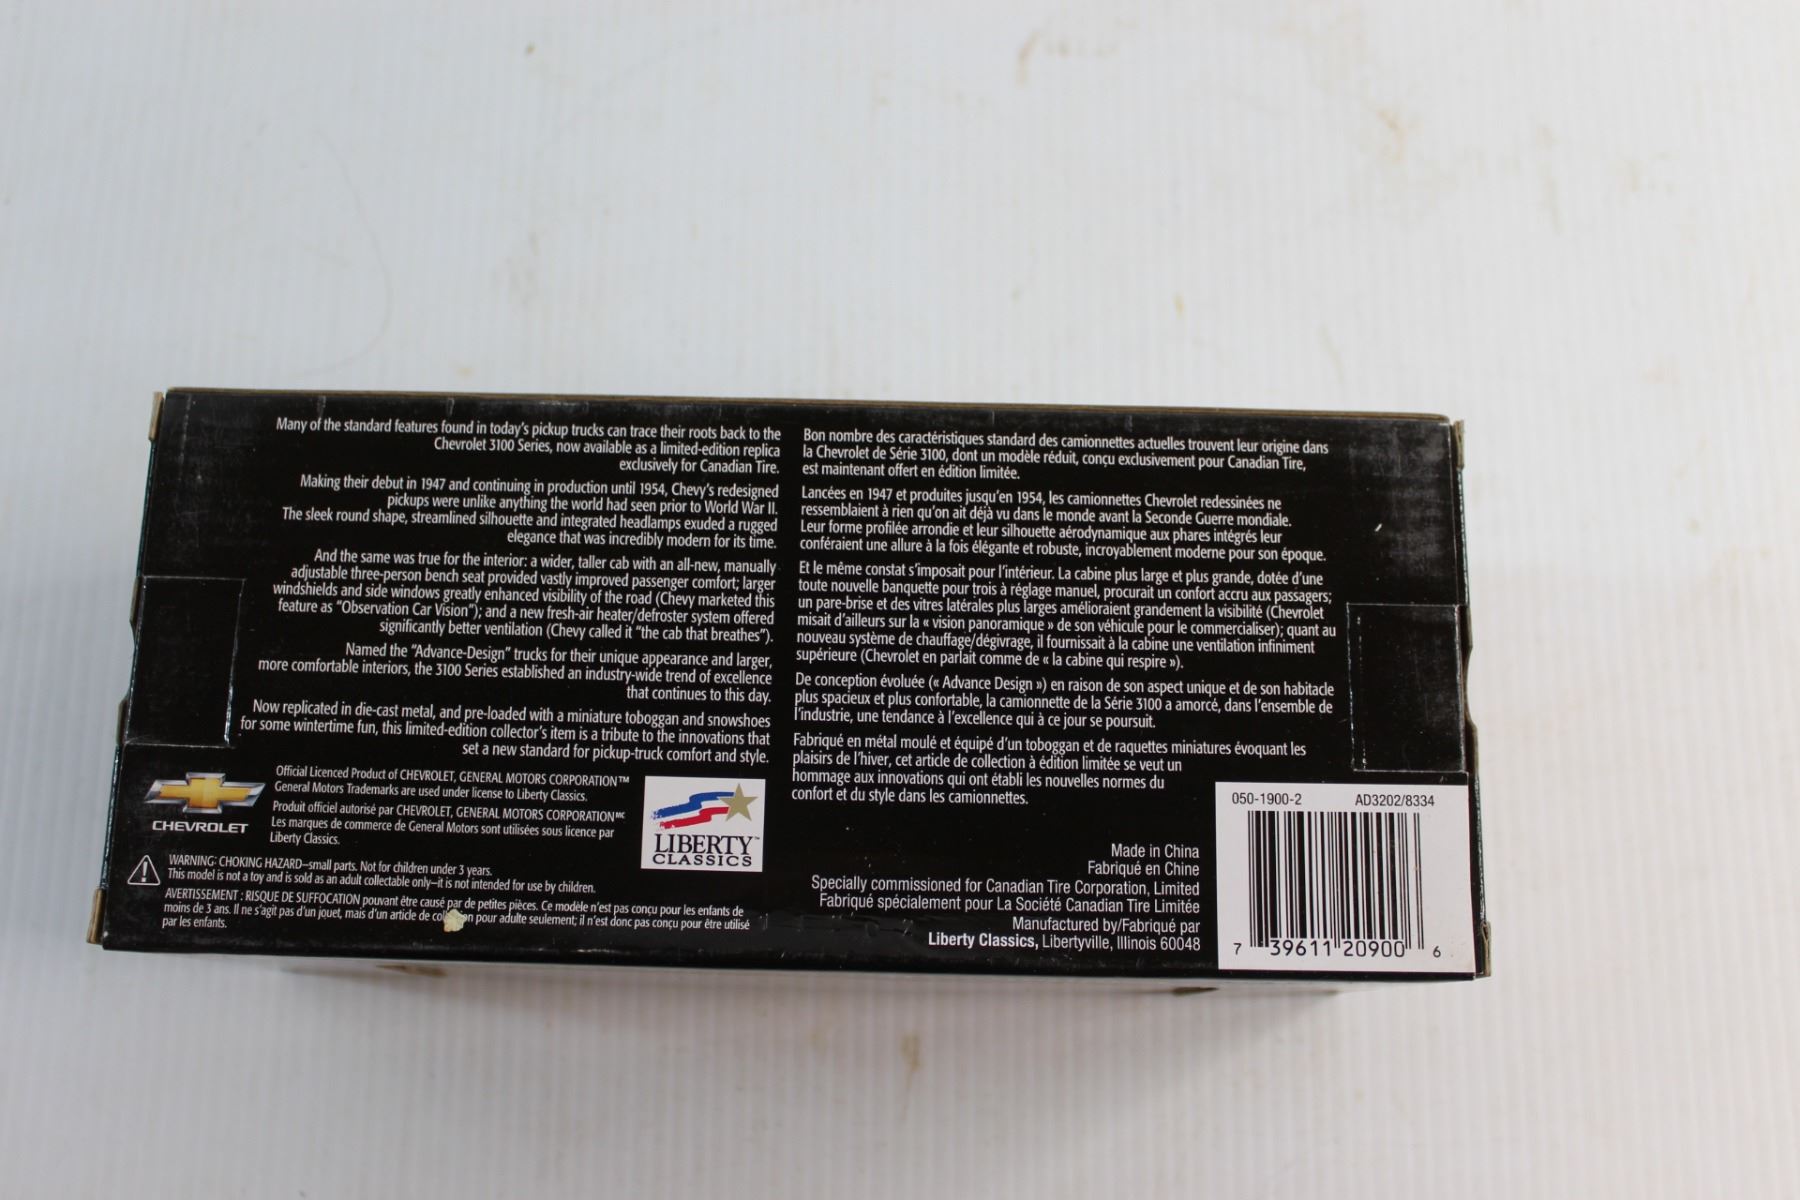 Many of the standard features found in today's pickup trucks can trace their roots back to the
Chevrolet 3100 Series, now available as a limited-edition replica
exclusively for Canadian Tire.
Making their debut in 1947 and continuing in production until 1954, Chevy's redesigned
pickups were unlike anything the world had seen prior to World War II.
The sleek round shape, streamlined silhouette and integrated headlamps exuded a rugged
elegance that was incredibly modern for its time.
And the same was true for the interior: a wider, taller cab with an all-new, manually
adjustable three-person bench seat provided vastly improved passenger comfort; larger
windshields and side windows greatly enhanced visibility of the road (Chevy marketed this
feature as "Observation Car Vision"); and a new fresh-air heater/defroster system offered
significantly better ventilation (Chevy called it "the cab that breathes").
Named the "Advance-Design" trucks for their unique appearance and larger,
more comfortable interiors, the 3100 Series established an industry-wide trend of excellence
that continues to this day.
Now replicated in die-cast metal, and pre-loaded with a miniature toboggan and snowshoes
for some wintertime fun, this limited-edition collector's item is a tribute to the innovations that
set a new standard for pickup-truck comfort and style.
Bon nombre des caractéristiques standard des camionnettes actuelles trouvent leur origine dans
la Chevrolet de Série 3100, dont un modèle réduit, conçu exclusivement pour Canadian Tire,
est maintenant offert en édition limitée.
Lancées en 1947 et produites jusqu'en 1954, les camionnettes Chevrolet redessinées ne
ressemblaient à rien qu'on ait déjà vu dans le monde avant la Seconde Guerre mondiale.
Leur forme profilée arrondie et leur silhouette aérodynamique aux phares intégrés leur
conféraient une allure à la fois élégante et robuste, incroyablement moderne pour son époque.
Et le même constat s'imposait pour l'intérieur. La cabine plus large et plus grande, dotée d'une
toute nouvelle banquette pour trois à réglage manuel, procurait un confort accru aux passagers;
un pare-brise et des vitres latérales plus larges amélioraient grandement la visibilité (Chevrolet
misait d'ailleurs sur la « vision panoramique » de son véhicule pour le commercialiser); quant au
nouveau système de chauffage/dégivrage, il fournissait à la cabine une ventilation infiniment
supérieure (Chevrolet en parlait comme de « la cabine qui respire »).
De conception évoluée (« Advance Design ») en raison de son aspect unique et de son habitacle
plus spacieux et plus confortable, la camionnette de la Série 3100 a amorcé, dans l'ensemble de
l'industrie, une tendance à l'excellence qui à ce jour se poursuit.
Fabriqué en métal moulé et équipé d'un toboggan et de raquettes miniatures évoquant les
plaisirs de l'hiver, cet article de collection à édition limitée se veut un
hommage aux innovations qui ont établi les nouvelles normes du
confort et du style dans les camionnettes.
CHEVROLET
Official Licenced Product of CHEVROLET, GENERAL MOTORS CORPORATION™
General Motors Trademarks are used under license to Liberty Classics.
Produit officiel autorisé par CHEVROLET, GENERAL MOTORS CORPORATION MC
Les marques de commerce de General Motors sont utilisées sous licence par
Liberty Classics.
LIBERTY™
CLASSICS
WARNING: CHOKING HAZARD–small parts. Not for children under 3 years.
This model is not a toy and is sold as an adult collectable only–it is not intended for use by children.
AVERTISSEMENT : RISQUE DE SUFFOCATION pouvant être causé par de petites pièces. Ce modèle n'est pas conçu pour les enfants de
moins de 3 ans. Il ne s'agit pas d'un jouet, mais d'un article de pour adulte seulement; il n'est donc pas conçu pour être utilisé
par les enfants.
Made in China
Fabriqué en Chine
Specially commissioned for Canadian Tire Corporation, Limited
Fabriqué spécialement pour La Société Canadian Tire Limitée
Manufactured by/Fabriqué par
Liberty Classics, Libertyville, Illinois 60048
050-1900-2 AD3202/8334
7 39611 20900 6